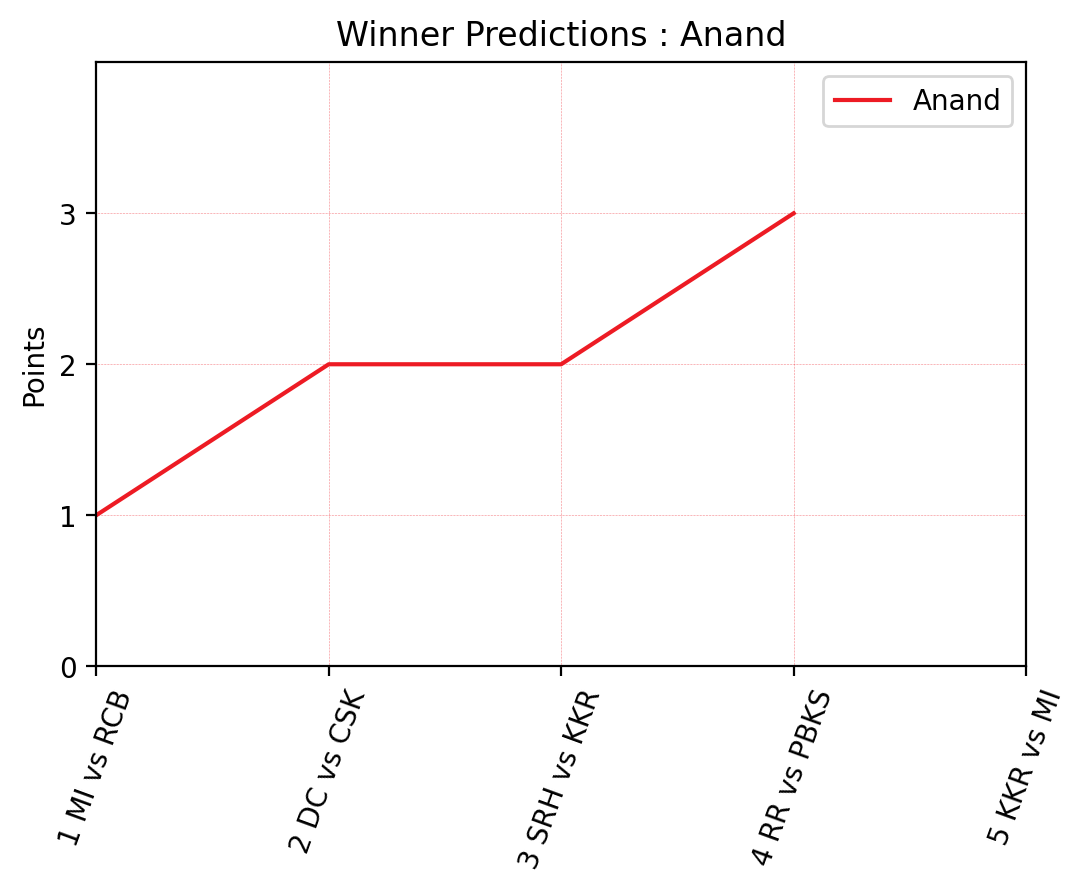 Winner Predictions : Anand
Anand
Points
3
2
1
0
1 MI vs RCB
2 DC vs CSK
3 SRH vs KKR
4 RR vs PBKS
5 KKR vs MI